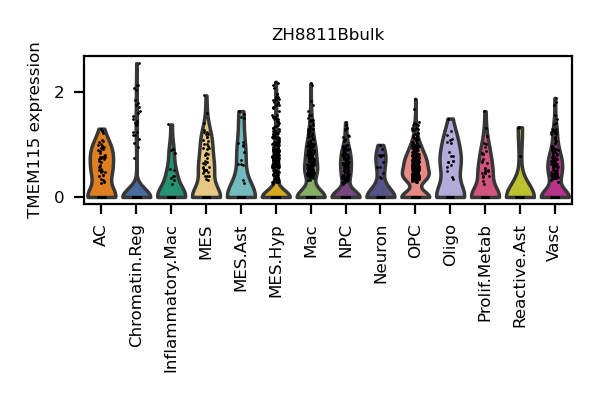 ZH8811Bbulk
TMEM115 expression
2
0
AC
Chromatin.Reg
Inflammatory.Mac
MES
MES.Ast
MES.Hyp
Mac
NPC
Neuron
OPC
Oligo
Prolif.Metab
Reactive.Ast
Vasc